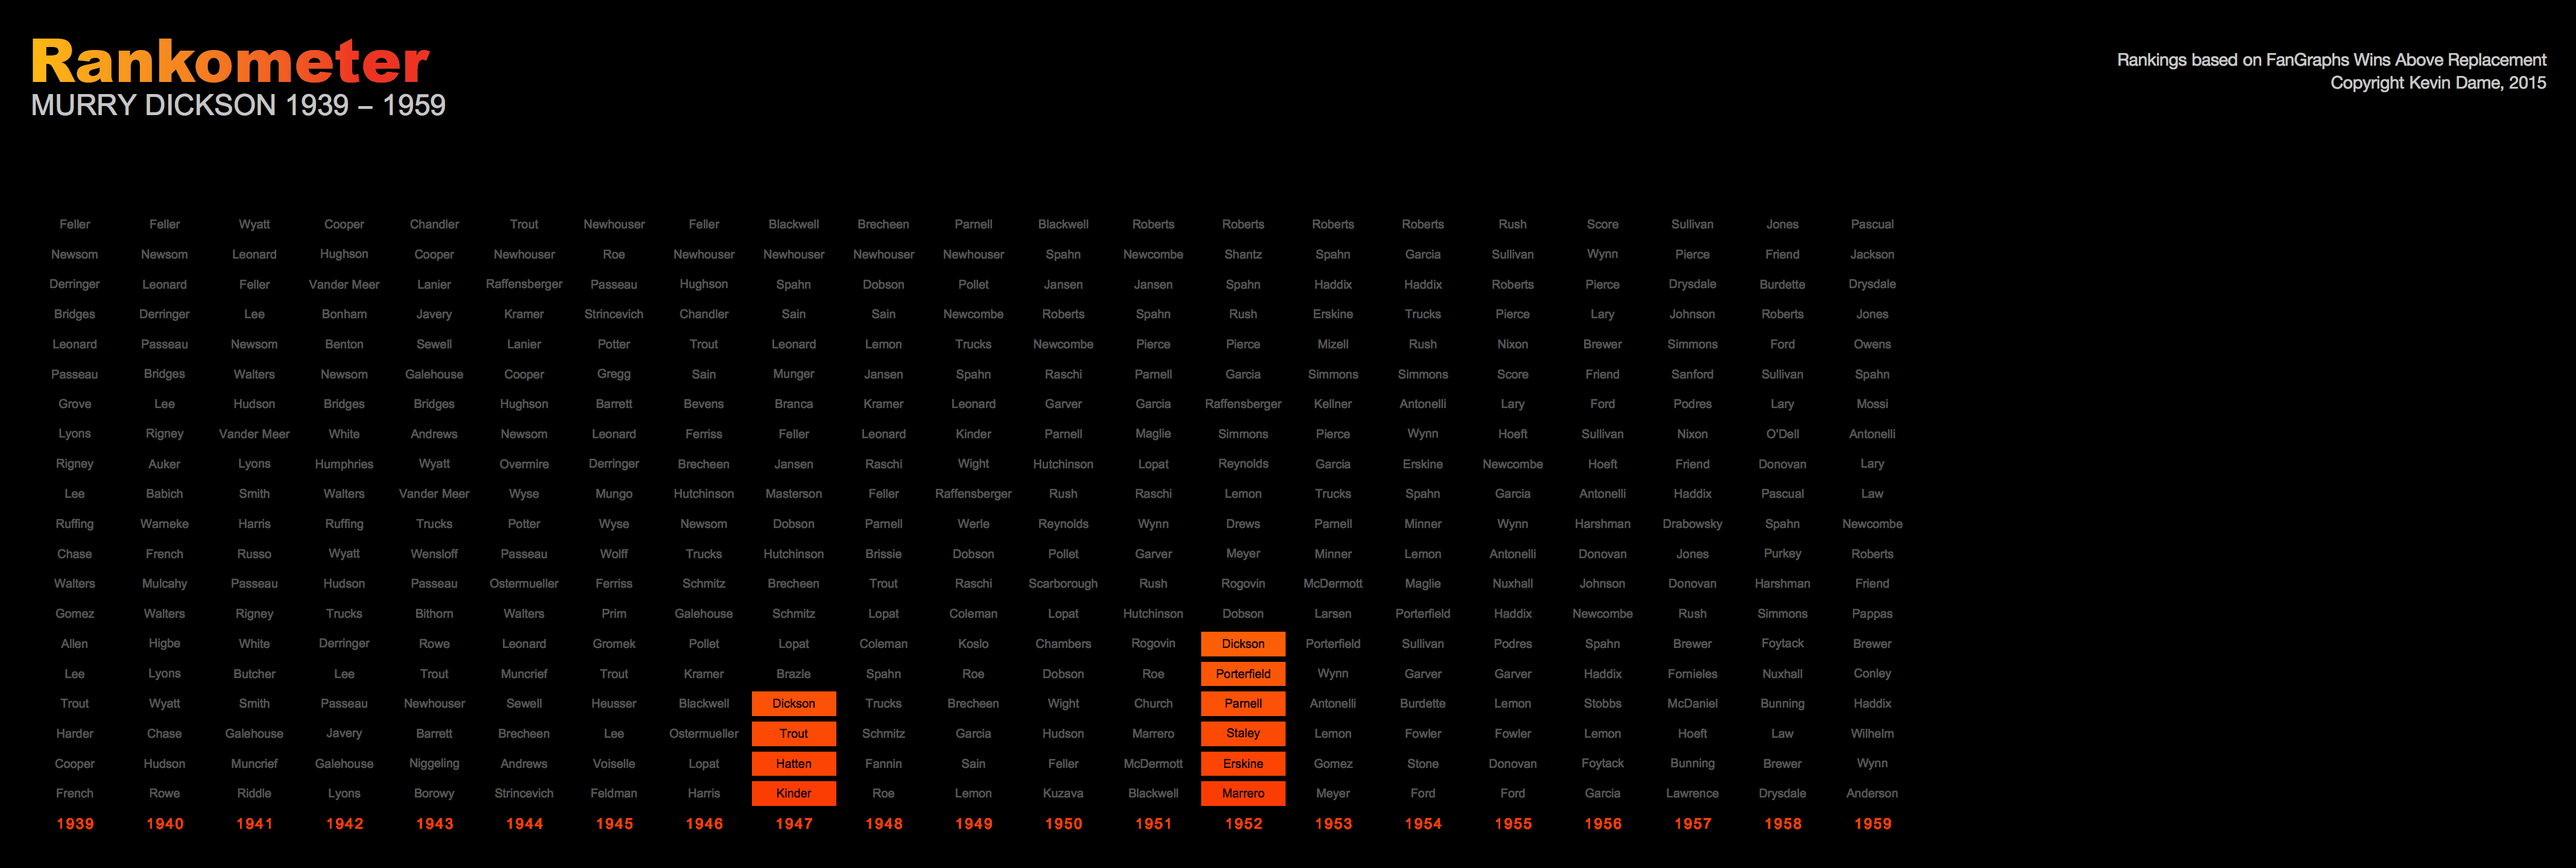 Rankometer
MURRY DICKSON 1939 – 1959
Rankings based on FanGraphs Wins Above Replacement
Copyright Kevin Dame, 2015
Feller Feller Wyatt Cooper Chandler Trout Newhouser Feller Blackwell Brecheen Parnell Blackwell Roberts Roberts Roberts Roberts Rush Score Sullivan Jones Pascual
Newsom Newsom Leonard Hughson Cooper Newhouser Roe Newhouser Newhouser Newhouser Newhouser Spahn Newcombe Shantz Spahn Garcia Sullivan Wynn Pierce Friend Jackson
Derringer Leonard Feller Vander Meer Lanier Raffensberger Passeau Hughson Spahn Dobson Pollet Jansen Jansen Spahn Haddix Haddix Roberts Pierce Drysdale Burdette Drysdale
Bridges Derringer Lee Bonham Javery Kramer Strincevich Chandler Sain Sain Newcombe Roberts Spahn Rush Erskine Trucks Pierce Lary Johnson Roberts Jones
Leonard Passeau Newsom Benton Sewell Lanier Potter Trout Leonard Lemon Trucks Newcombe Pierce Pierce Mizell Rush Nixon Brewer Simmons Ford Owens
Passeau Bridges Walters Newsom Galehouse Cooper Gregg Sain Munger Jansen Spahn Raschi Parnell Garcia Simmons Simmons Score Friend Sanford Sullivan Spahn
Grove Lee Hudson Bridges Bridges Hughson Barrett Bevens Branca Kramer Leonard Garver Garcia Raffensberger Kellner Antonelli Lary Ford Podres Lary Mossi
Lyons Rigney Vander Meer White Andrews Newsom Leonard Ferriss Feller Leonard Kinder Parnell Maglie Simmons Pierce Wynn Hoeft Sullivan Nixon O'Dell Antonelli
Rigney Auker Lyons Humphries Wyatt Overmire Derringer Brecheen Jansen Raschi Wight Hutchinson Lopat Reynolds Garcia Erskine Newcombe Hoeft Friend Donovan Lary
Lee Babich Smith Walters Vander Meer Wyse Mungo Hutchinson Masterson Feller Raffensberger Rush Raschi Lemon Trucks Spahn Garcia Antonelli Haddix Pascual Law
Ruffing Warneke Harris Ruffing Trucks Potter Wyse Newsom Dobson Parnell Werle Reynolds Wynn Drews Parnell Minner Wynn Harshman Drabowsky Spahn Newcombe
Chase French Russo Wyatt Wensloff Passeau Wolff Trucks Hutchinson Brissie Dobson Pollet Garver Meyer Minner Lemon Antonelli Donovan Jones Purkey Roberts
Walters Mulcahy Passeau Hudson Passeau Ostermueller Ferriss Schmitz Brecheen Trout Raschi Scarborough Rush Rogovin McDermott Maglie Nuxhall Johnson Donovan Harshman Friend
Gomez Walters Rigney Trucks Bithorn Walters Prim Galehouse Schmitz Lopat Coleman Lopat Hutchinson Dobson Larsen Porterfield Haddix Newcombe Rush Simmons Pappas
Allen Higbe White Derringer Rowe Leonard Gromek Pollet Lopat Coleman Koslo Chambers Rogovin Dickson Porterfield Sullivan Podres Spahn Brewer Foytack Brewer
Lee Lyons Butcher Lee Trout Muncrief Trout Kramer Brazle Spahn Roe Dobson Roe Porterfield Wynn Garver Garver Haddix Fornieles Nuxhall Conley
Trout Wyatt Smith Passeau Newhouser Sewell Heusser Blackwell Dickson Trucks Brecheen Wight Church Parnell Antonelli Burdette Lemon Stobbs McDaniel Bunning Haddix
Harder Chase Galehouse Javery Barrett Brecheen Lee Ostermueller Trout Schmitz Garcia Hudson Marrero Staley Lemon Fowler Fowler Lemon Hoeft Law Wilhelm
Cooper Hudson Muncrief Galehouse Niggeling Andrews Voiselle Lopat Hatten Fannin Sain Feller McDermott Erskine Gomez Stone Donovan Foytack Bunning Brewer Wynn
French Rowe Riddle Lyons Borowy Strincevich Feldman Harris Kinder Roe Lemon Kuzava Blackwell Marrero Meyer Ford Ford Garcia Lawrence Drysdale Anderson
1939 1940 1941 1942 1943 1944 1945 1946 1947 1948 1949 1950 1951 1952 1953 1954 1955 1956 1957 1958 1959